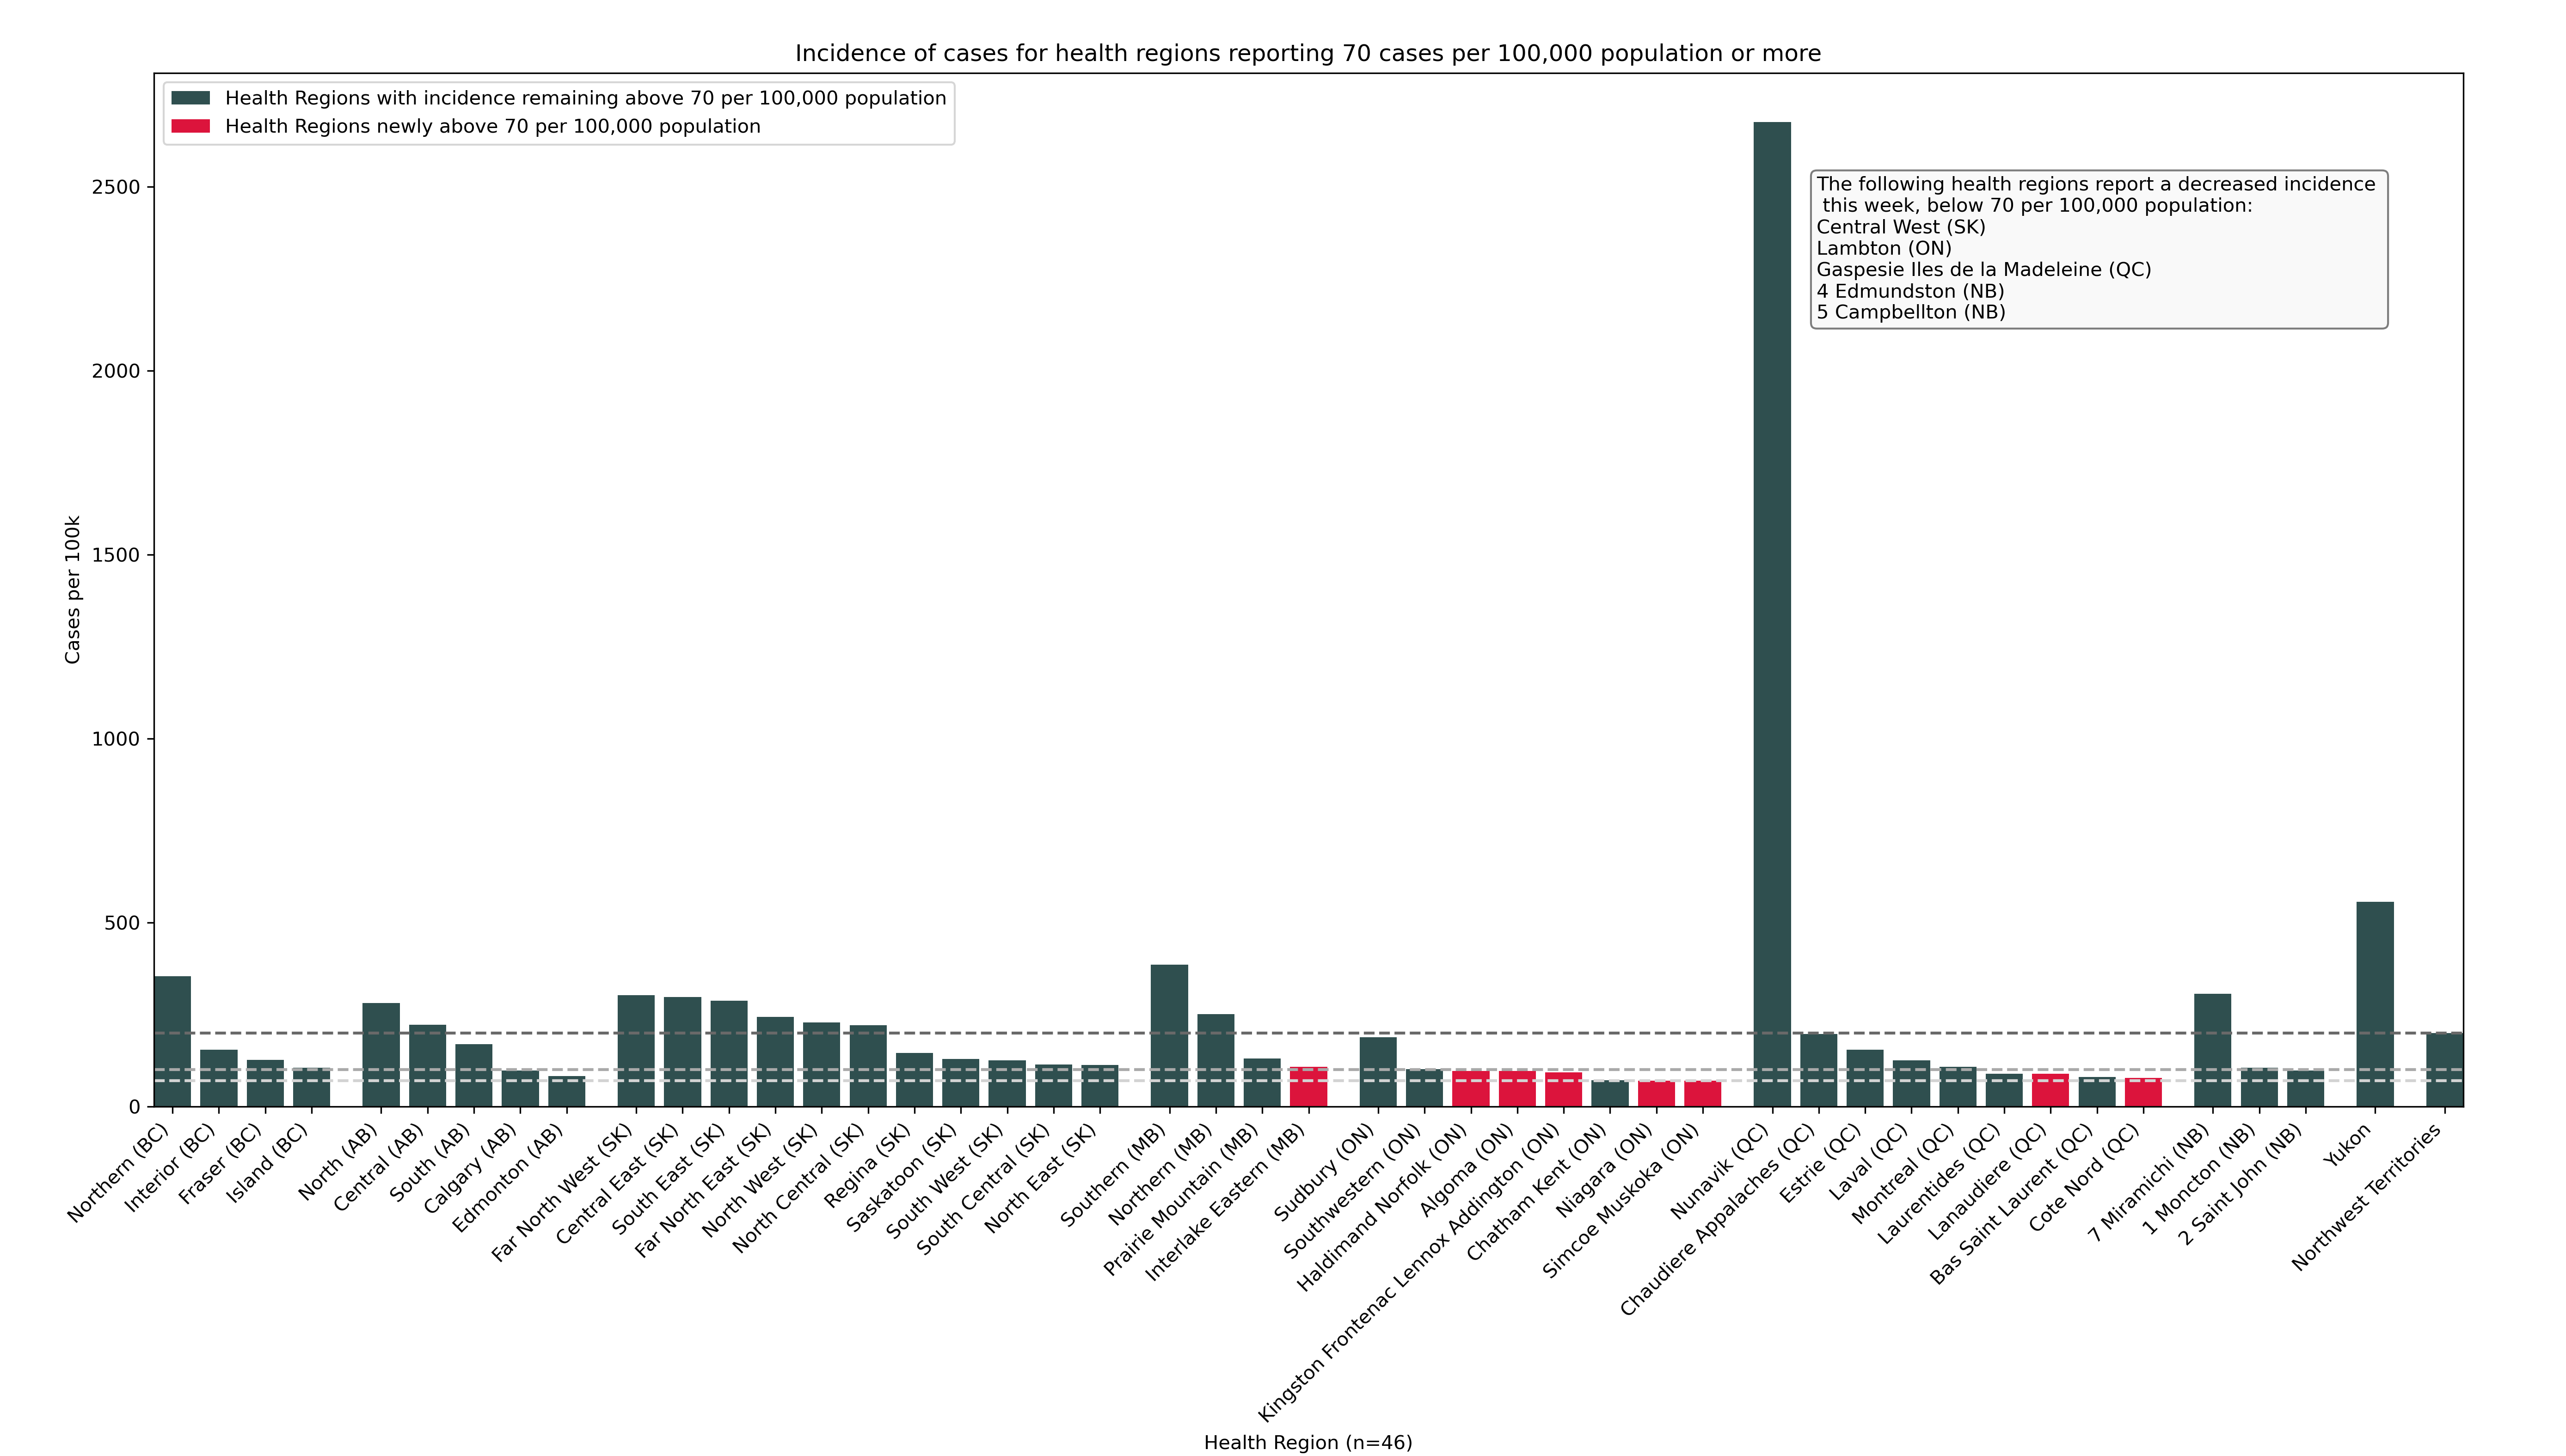 Incidence of cases for health regions reporting 70 cases per 100,000 population or more
Health Regions with incidence remaining above 70 per 100,000 population
Health Regions newly above 70 per 100,000 population
The following health regions report a decreased incidence
this week, below 70 per 100,000 population:
Central West (SK)
Lambton (ON)
Gaspesie Iles de la Madeleine (QC)
4 Edmundston (NB)
5 Campbellton (NB)
Cases per 100k
2500
2000
1500
1000
500
0
Northern (BC)
Interior (BC)
Fraser (BC)
Island (BC)
North (AB)
Central (AB)
South (AB)
Calgary (AB)
Edmonton (AB)
Far North West (SK)
Central East (SK)
South East (SK)
Far North East (SK)
North West (SK)
North Central (SK)
Regina (SK)
Saskatoon (SK)
South West (SK)
South Central (SK)
North East (SK)
Southern (MB)
Northern (MB)
Prairie Mountain (MB)
Interlake Eastern (MB)
Sudbury (ON)
Southwestern (ON)
Haldimand Norfolk (ON)
Algoma (ON)
Kingston Frontenac Lennox Addington (ON)
Chatham Kent (ON)
Niagara (ON)
Simcoe Muskoka (ON)
Nunavik (QC)
Chaudiere Appalaches (QC)
Estrie (QC)
Laval (QC)
Montreal (QC)
Laurentides (QC)
Lanaudiere (QC)
Bas Saint Laurent (QC)
Cote Nord (QC)
7 Miramichi (NB)
1 Moncton (NB)
2 Saint John (NB)
Yukon
Northwest Territories
Health Region (n=46)